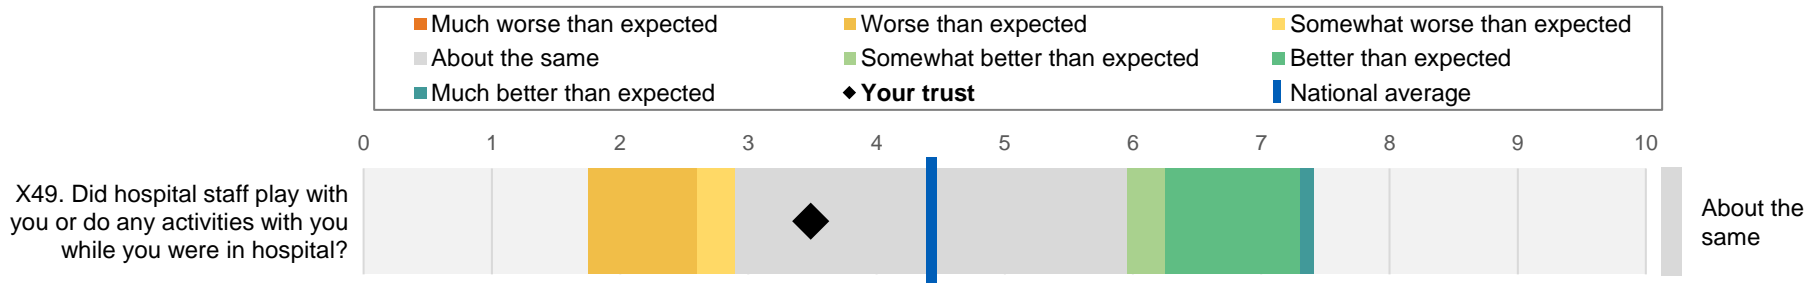 Much worse than expected
Worse than expected
Somewhat worse than expected
About the same
Somewhat better than expected
Better than expected
Much better than expected
Your trust
National average
0 1 2 3 4 5 6 7 8 9 10
X49. Did hospital staff play with
you or do any activities with you
while you were in hospital?
About the
same